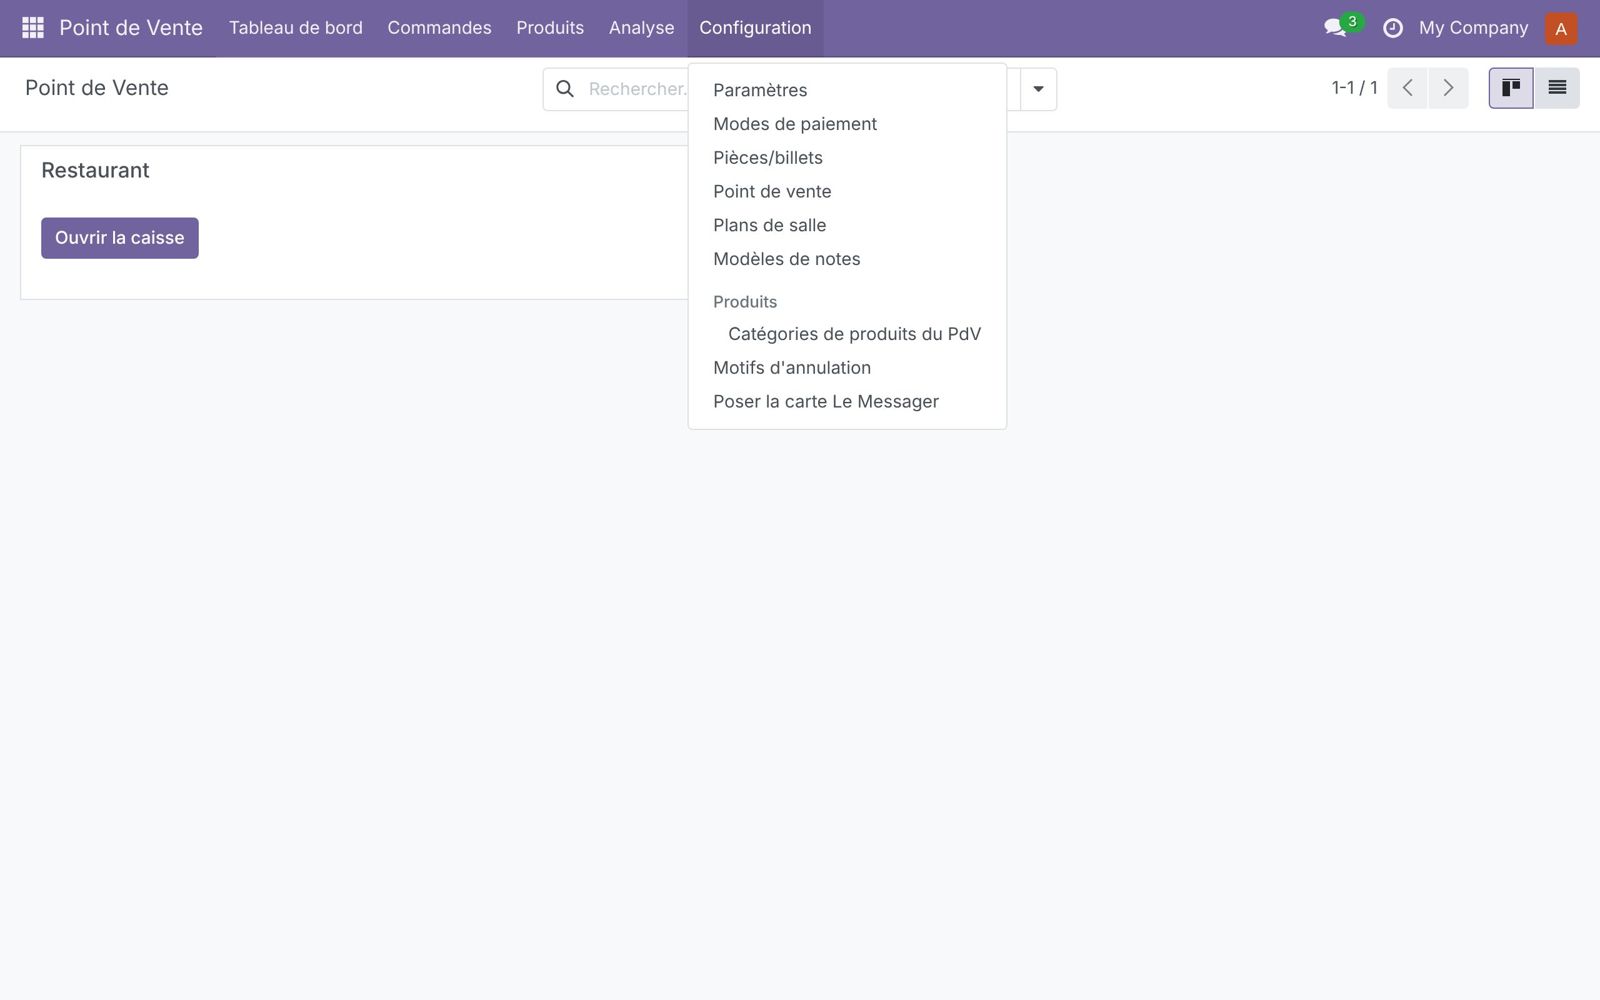 Point de Vente Tableau de bord Commandes Produits Analyse Configuration 3 My Company A
Point de Vente Rechercher. 1-1 / 1
Restaurant
Ouvrir la caisse
Paramètres
Modes de paiement
Pièces/billets
Point de vente
Plans de salle
Modèles de notes
Produits
Catégories de produits du PdV
Motifs d'annulation
Poser la carte Le Messager